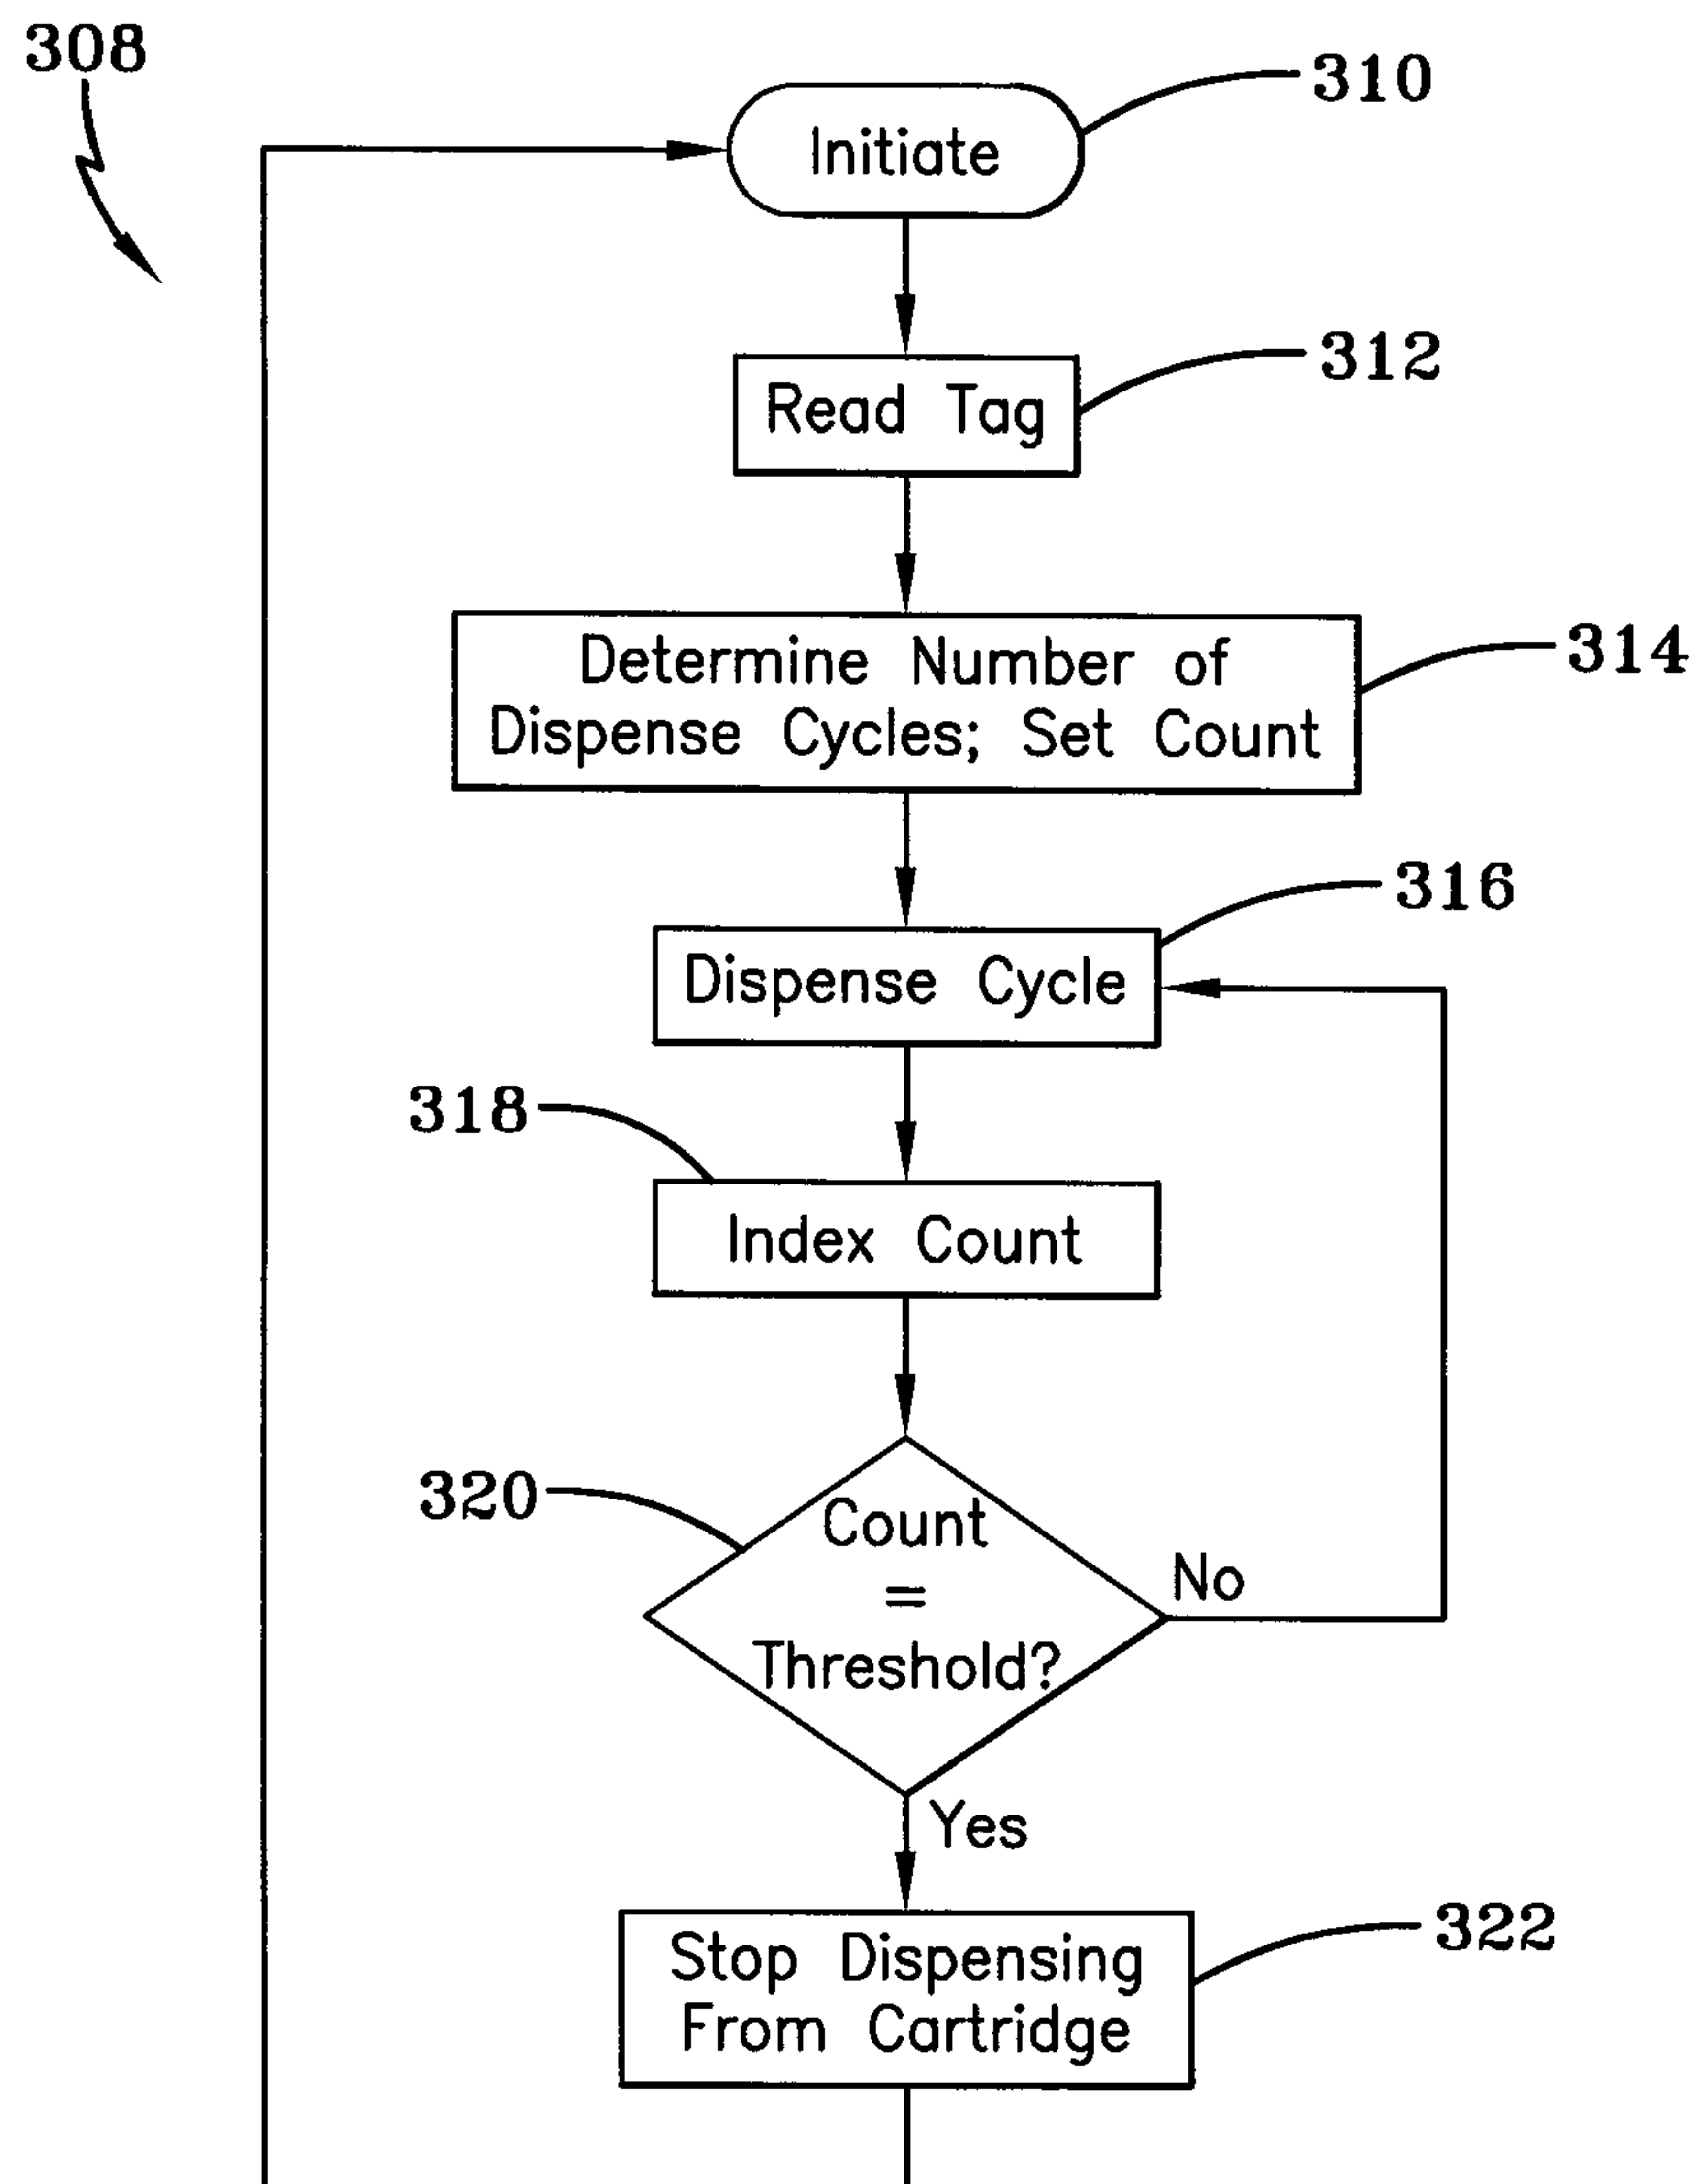 308
310
Initiate
312
Read Tag
314
Determine Number of
Dispense Cycles; Set Count
316
Dispense Cycle
318
Index Count
320
Count
=
Threshold?
No
Yes
322
Stop Dispensing
From Cartridge